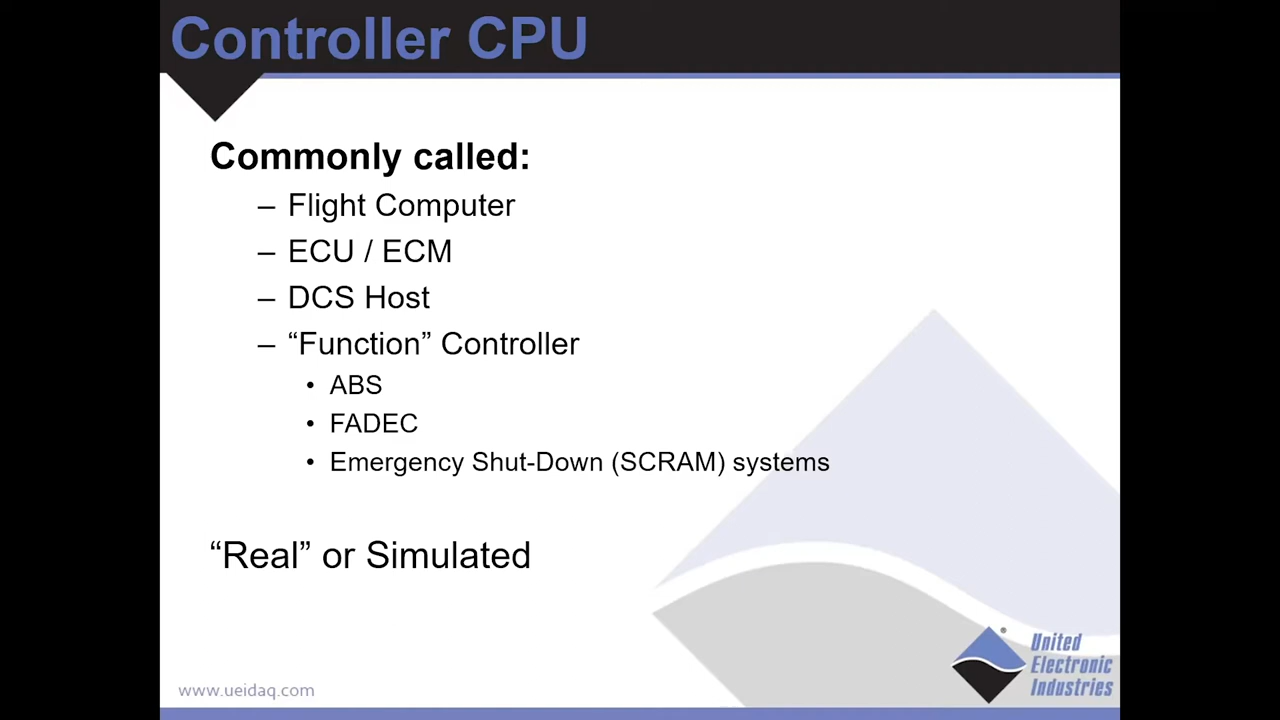 Controller CPU
Commonly called:
– Flight Computer
– ECU / ECM
– DCS Host
– “Function” Controller
• ABS
• FADEC
• Emergency Shut-Down (SCRAM) systems
“Real” or Simulated
www.ueidaq.com
®
United
Electronic
Industries